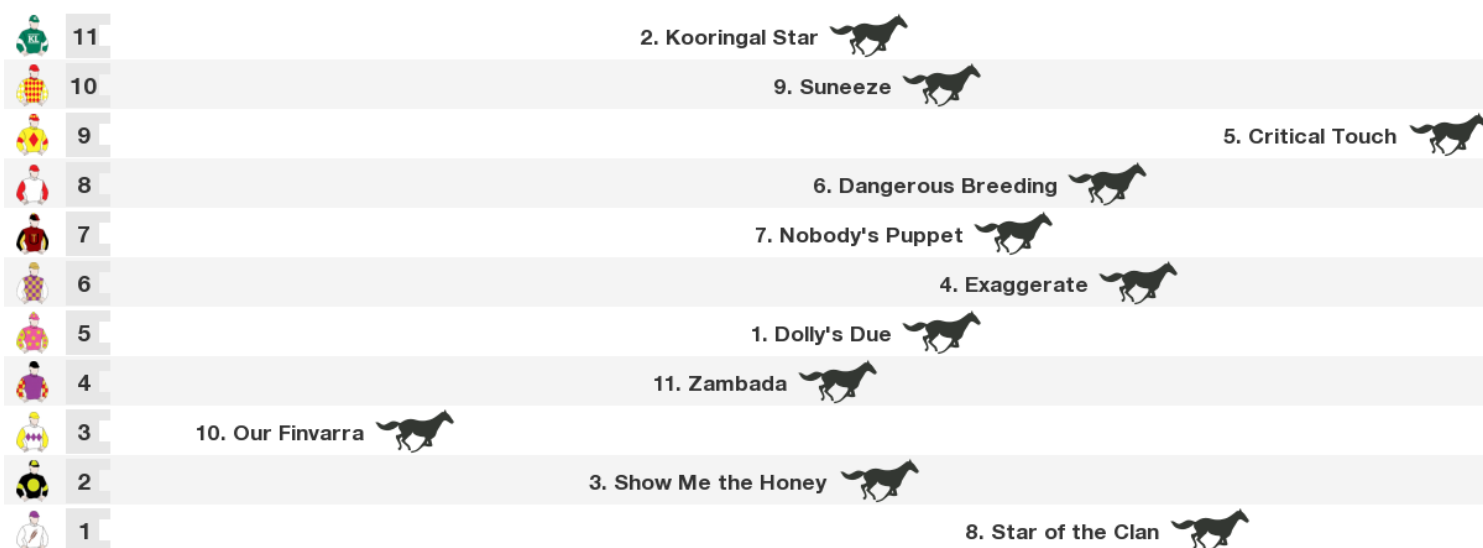 KL 11 2. Kooringal Star
10 9. Suneeze
9 5. Critical Touch
8 6. Dangerous Breeding
7 7. Nobody's Puppet
6 4. Exaggerate
5 1. Dolly's Due
4 11. Zambada
3 10. Our Finvarra
2 3. Show Me the Honey
1 8. Star of the Clan